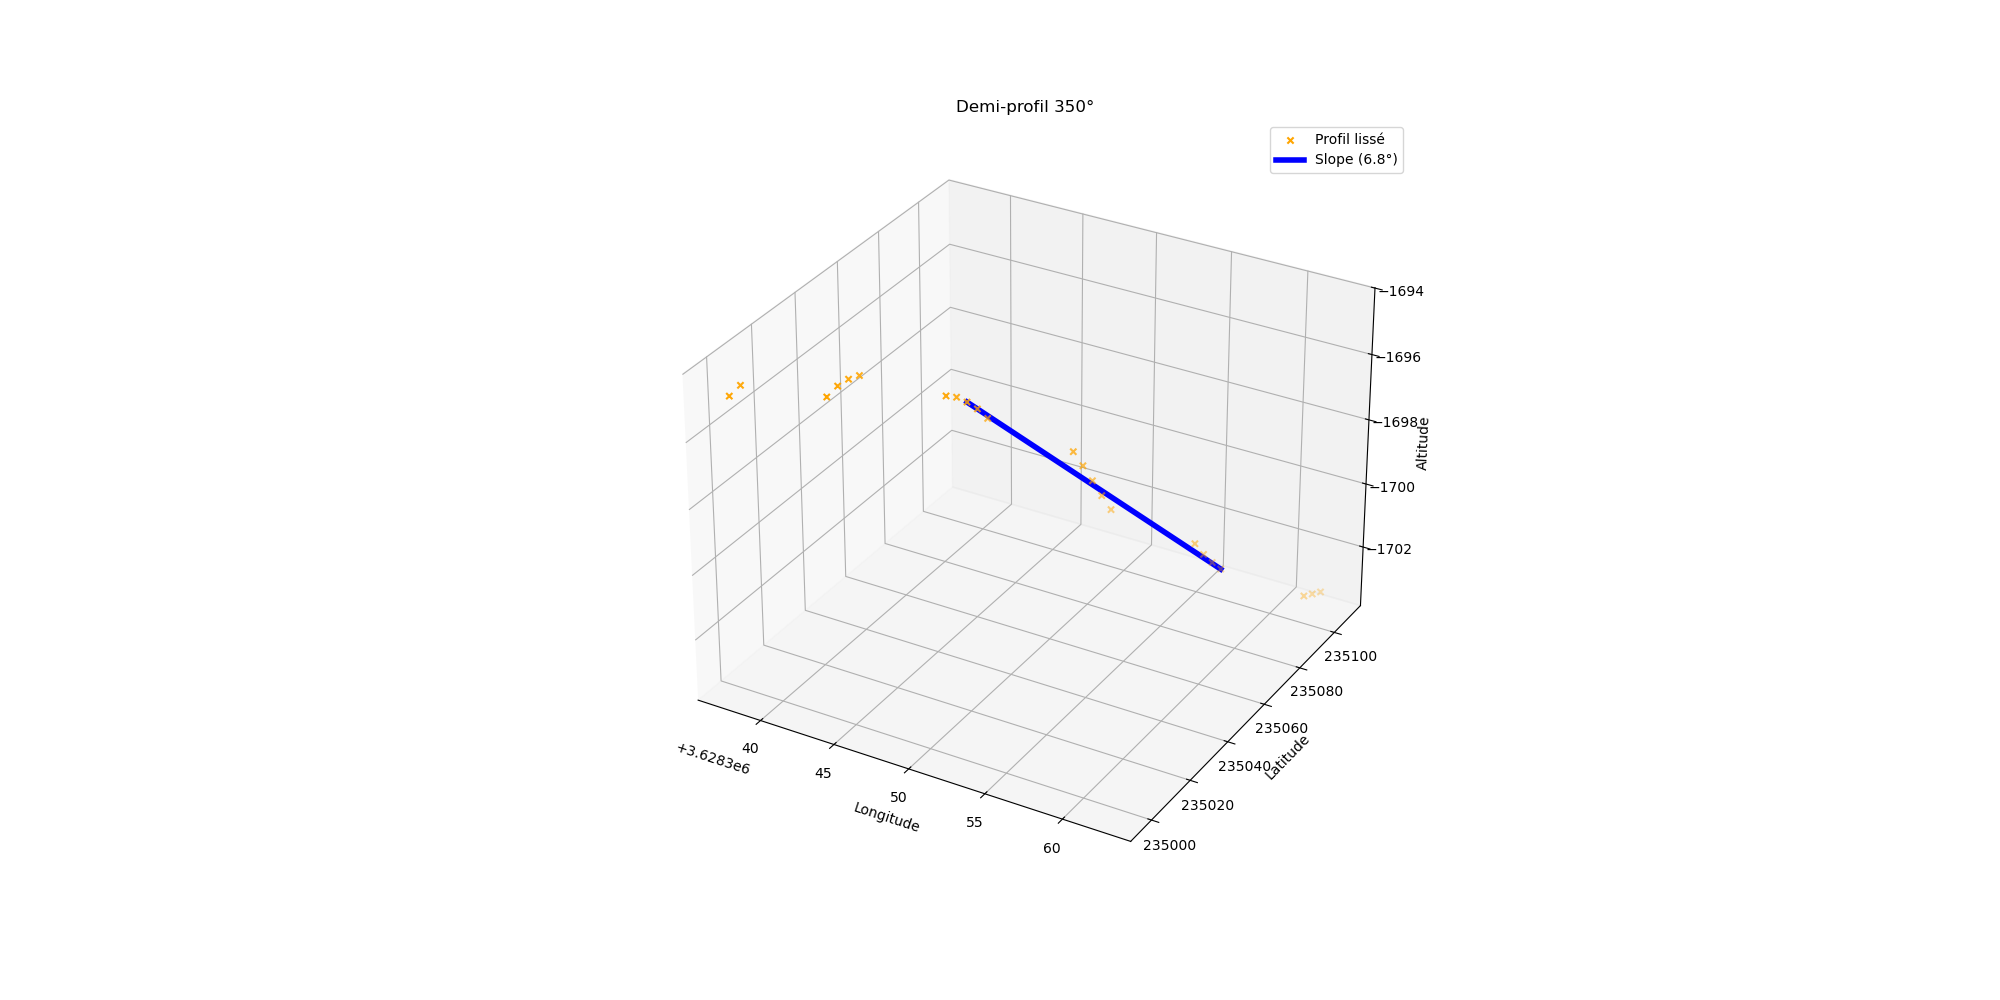 Demi-profil 350°
Profil lissé
Slope (6.8°)
−1694
−1696
−1698
−1700
−1702
Altitude
235100
235080
235060
235040
235020
235000
Latitude
40
45
50
55
60
+3.6283e6
Longitude